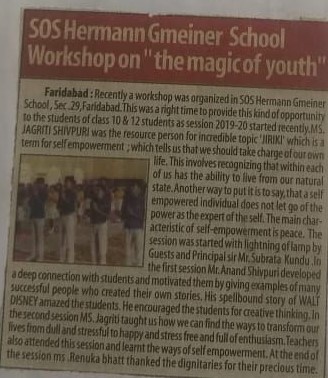 SOS Hermann Gmeiner School
Workshop on "the magic of youth"
Faridabad : Recently a workshop was organized in SOS Hermann Gmeiner
School, Sec .29, Faridabad. This was right time to provide this kind of opportunity
to the students of class 10 & 12 students as session 2019-20 started recently. MS.
JAGRITI SHIVPURI was the resource person for incredible topic 'JIRIKI' which is a
term for self empowerment ; which tells us that we should take charge of our own
life. This involves recognizing that within each
of us has the ability to live from our natural
state. Another way to put it is to say, that a self
empowered individual does not let go of the
power as the expert of the self. The main char-
acteristic of self-empowerment is peace. The
session was started with lightning of lamp by
Guests and Principal sir Mr. Subrata Kundu .In
the first session Mr. Anand Shivpuri developed
a deep connection with students and motivated them by giving examples of many
successful people who created their own stories. His spellbound story of WALT
DISNEY amazed the students. He encouraged the students for creative thinking. In
the second session MS. Jagriti taught us how we can find the ways to transform our
lives from dull and stressful to happy and stress free and full of enthusiasm. Teachers
also attended this session and learnt the ways of self empowerment. At the end of
the session ms .Renuka bhatt thanked the dignitaries for their precious time.